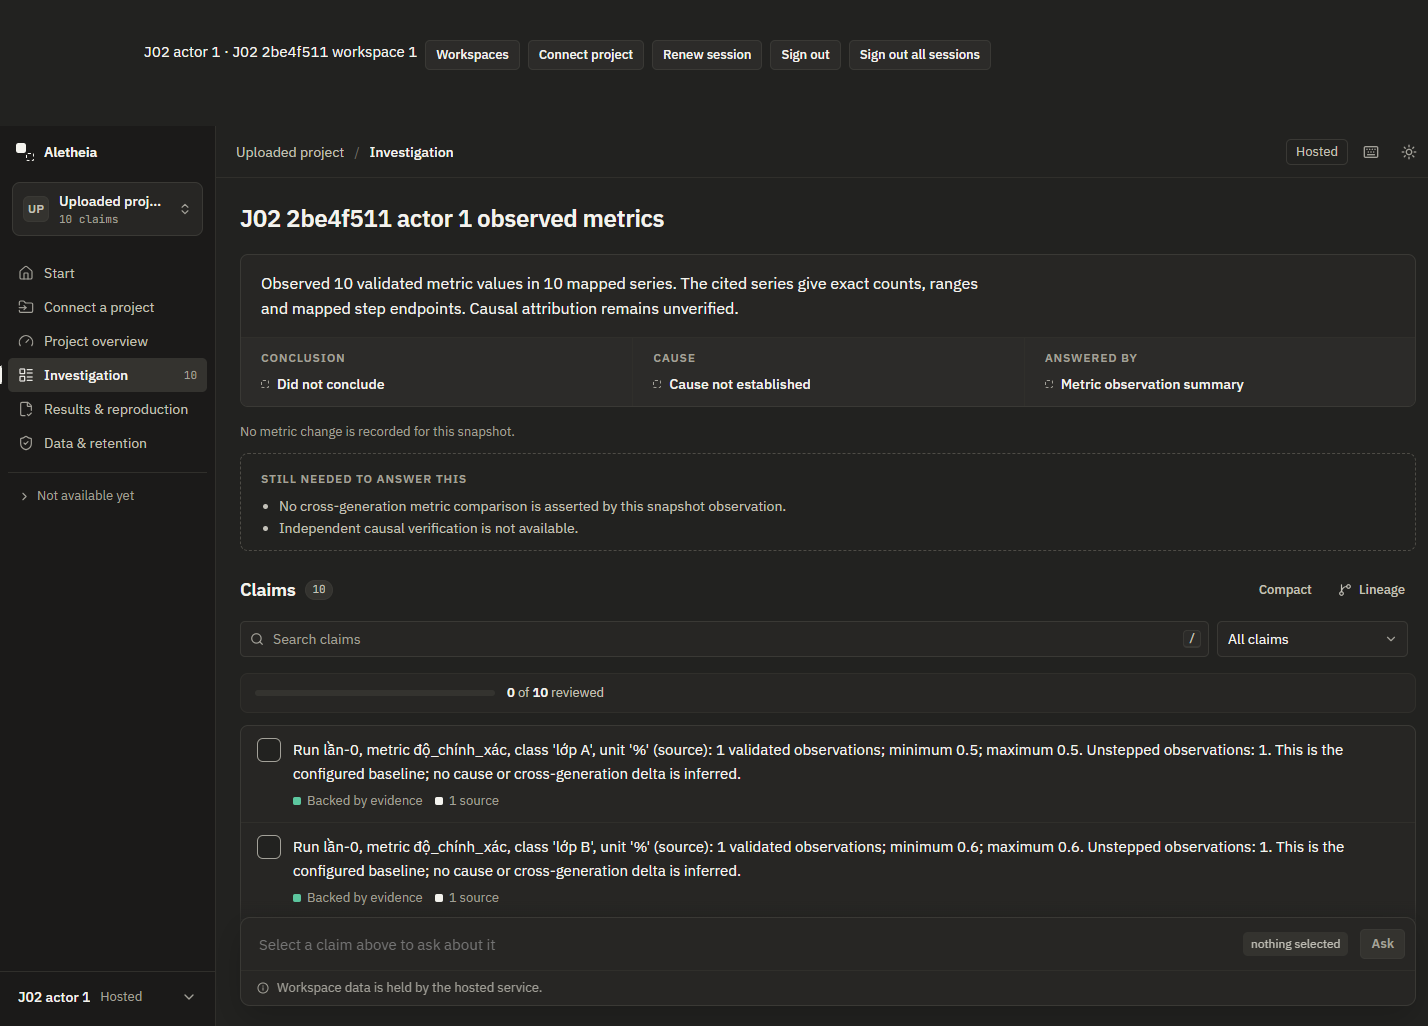 J02 actor 1 · J02 2be4f511 workspace 1
Workspaces
Connect project
Renew session
Sign out
Sign out all sessions
Aletheia
UP
Uploaded proj...
10 claims
Start
Connect a project
Project overview
Investigation
10
Results & reproduction
Data & retention
Not available yet
J02 actor 1 Hosted
Uploaded project / Investigation
Hosted
J02 2be4f511 actor 1 observed metrics
Observed 10 validated metric values in 10 mapped series. The cited series give exact counts, ranges
and mapped step endpoints. Causal attribution remains unverified.
CONCLUSION
Did not conclude
CAUSE
Cause not established
ANSWERED BY
Metric observation summary
No metric change is recorded for this snapshot.
STILL NEEDED TO ANSWER THIS
• No cross-generation metric comparison is asserted by this snapshot observation.
• Independent causal verification is not available.
Claims 10
Compact
Lineage
Search claims
/
All claims
0 of 10 reviewed
Run lần-0, metric độ_chính_xác, class 'lớp A', unit '%' (source): 1 validated observations; minimum 0.5; maximum 0.5. Unstepped observations: 1. This is the
configured baseline; no cause or cross-generation delta is inferred.
Backed by evidence 1 source
Run lần-0, metric độ_chính_xác, class 'lớp B', unit '%' (source): 1 validated observations; minimum 0.6; maximum 0.6. Unstepped observations: 1. This is the
configured baseline; no cause or cross-generation delta is inferred.
Backed by evidence 1 source
Select a claim above to ask about it
nothing selected
Ask
Workspace data is held by the hosted service.